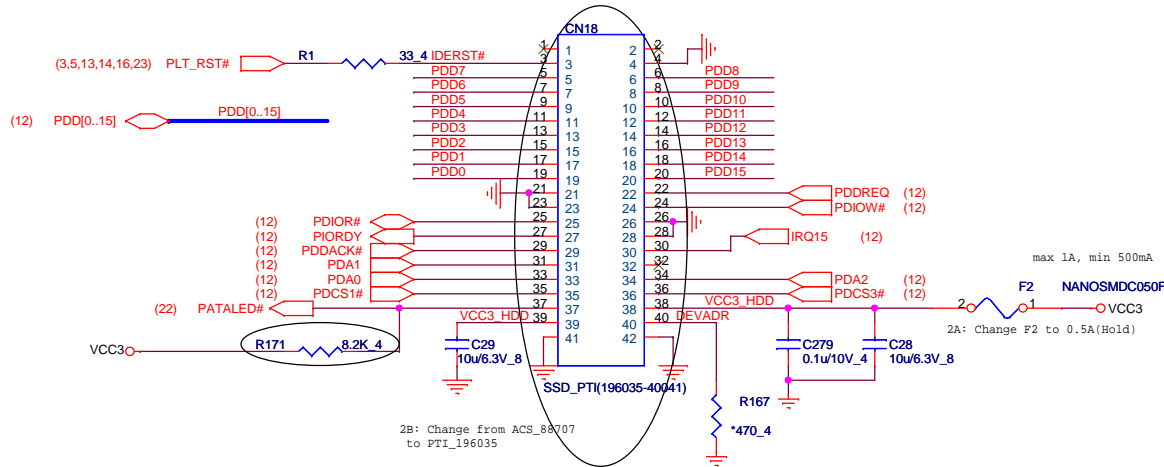 CN18
1 1 2 2
(3,5,13,14,16,23) PLT_RST# R1 33_4 IDERST# 3 3 4 4
PDD7 5 5 6 6 PDD8
PDD6 7 7 8 8 PDD9
PDD5 9 9 10 10 PDD10
(12) PDD[0..15] PDD[0..15] PDD4 11 11 12 12 PDD11
PDD3 13 13 14 14 PDD12
PDD2 15 15 16 16 PDD13
PDD1 17 17 18 18 PDD14
PDD0 19 19 20 20 PDD15
21 21 22 22 PDDREQ (12)
23 23 24 24 PDIOW# (12)
(12) PDIOR# 25 25 26 26
(12) PIORDY 27 27 28 28
(12) PDDACK# 29 29 30 30 IRQ15 (12)
(12) PDA1 31 31 32 32
(12) PDA0 33 33 34 34 PDA2 (12)
(12) PDCS1# 35 35 36 36 PDCS3# (12)
(22) PATALED# 37 37 38 38 VCC3_HDD
VCC3_HDD 39 39 40 40 DEVADR
41 41 42 42
max 1A, min 500mA
F2 NANOSMDC050F
2 1 VCC3
2A: Change F2 to 0.5A(Hold)
VCC3 R171 8.2K_4
C29
10u/6.3V_8
C279
0.1u/10V_4
C28
10u/6.3V_8
SSD_PTI(196035-40041)
R167
*470_4
2B: Change from ACS_88707
to PTI_196035